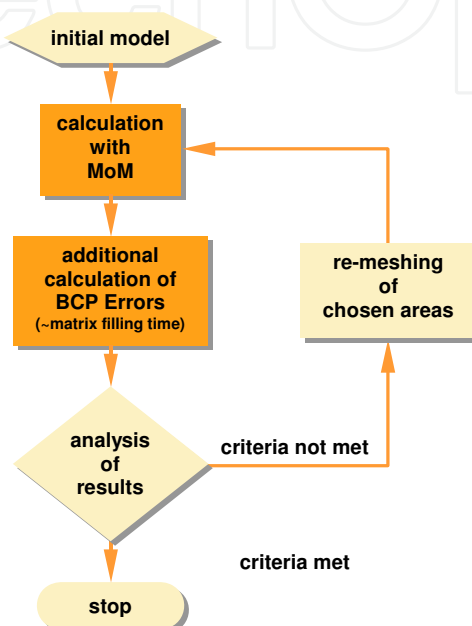 initial model
calculation
with
MoM
additional
calculation of
BCP Errors
(~matrix filling time)
re-meshing
of
chosen areas
analysis
of
results
criteria not met
criteria met
stop